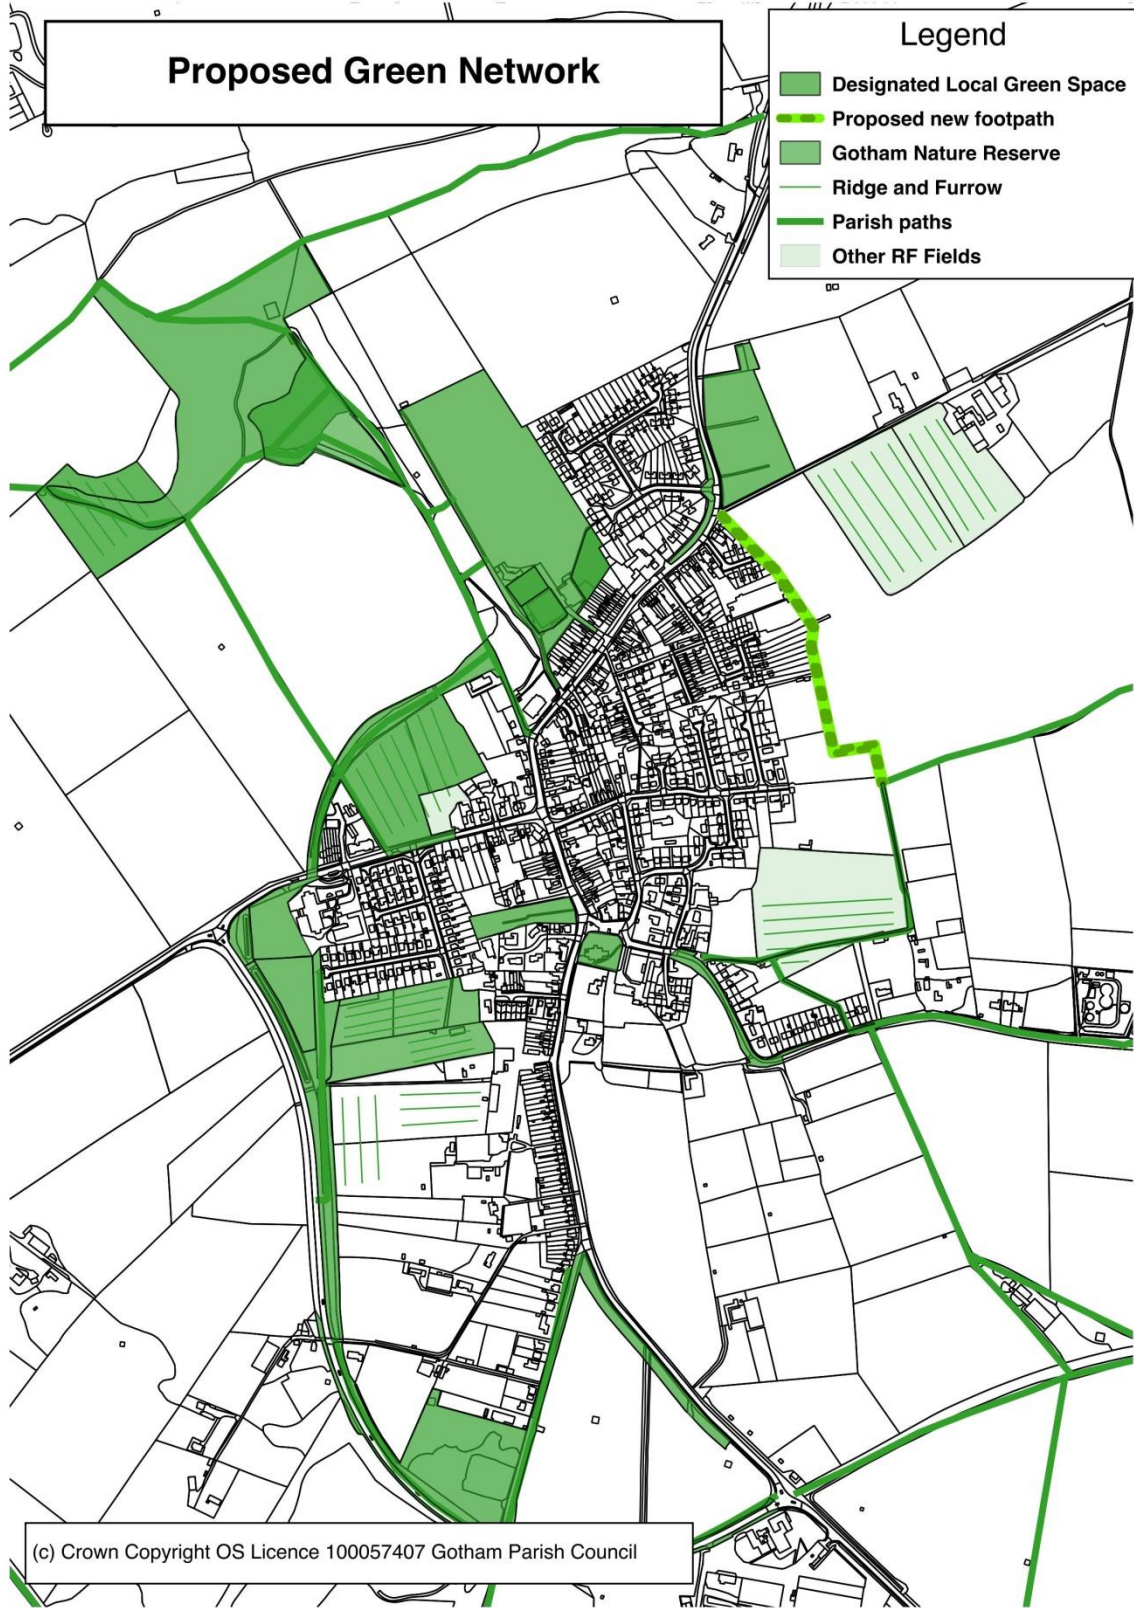 Proposed Green Network
Legend
Designated Local Green Space
Proposed new footpath
Gotham Nature Reserve
Ridge and Furrow
Parish paths
Other RF Fields
(c) Crown Copyright OS Licence 100057407 Gotham Parish Council